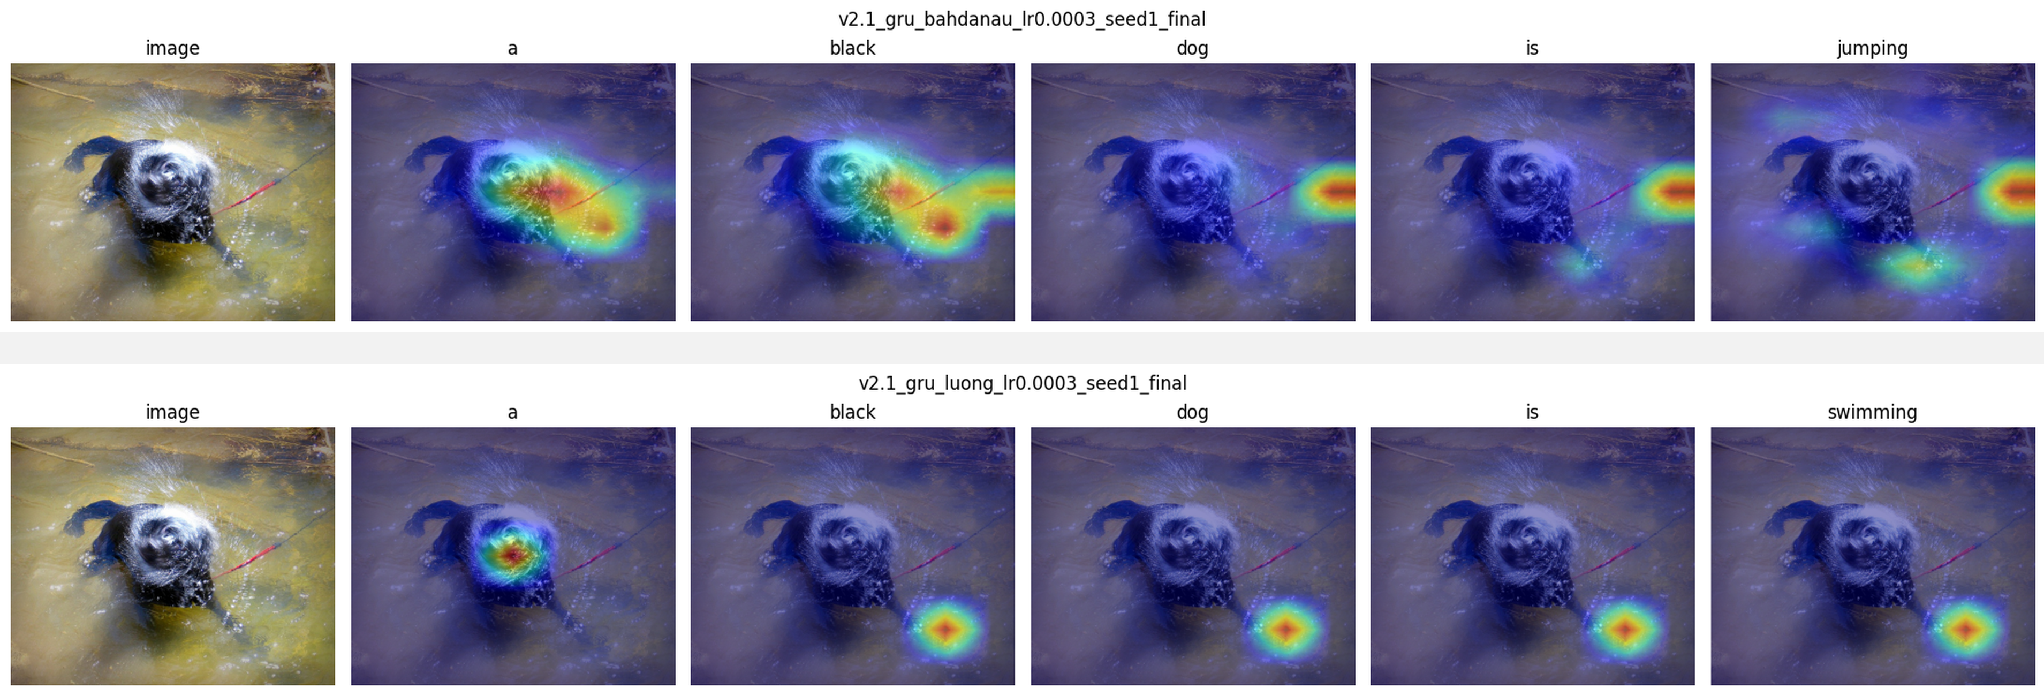 v2.1_gru_bahdanau_lr0.0003_seed1_final
image a black dog is jumping
v2.1_gru_luong_lr0.0003_seed1_final
image a black dog is swimming